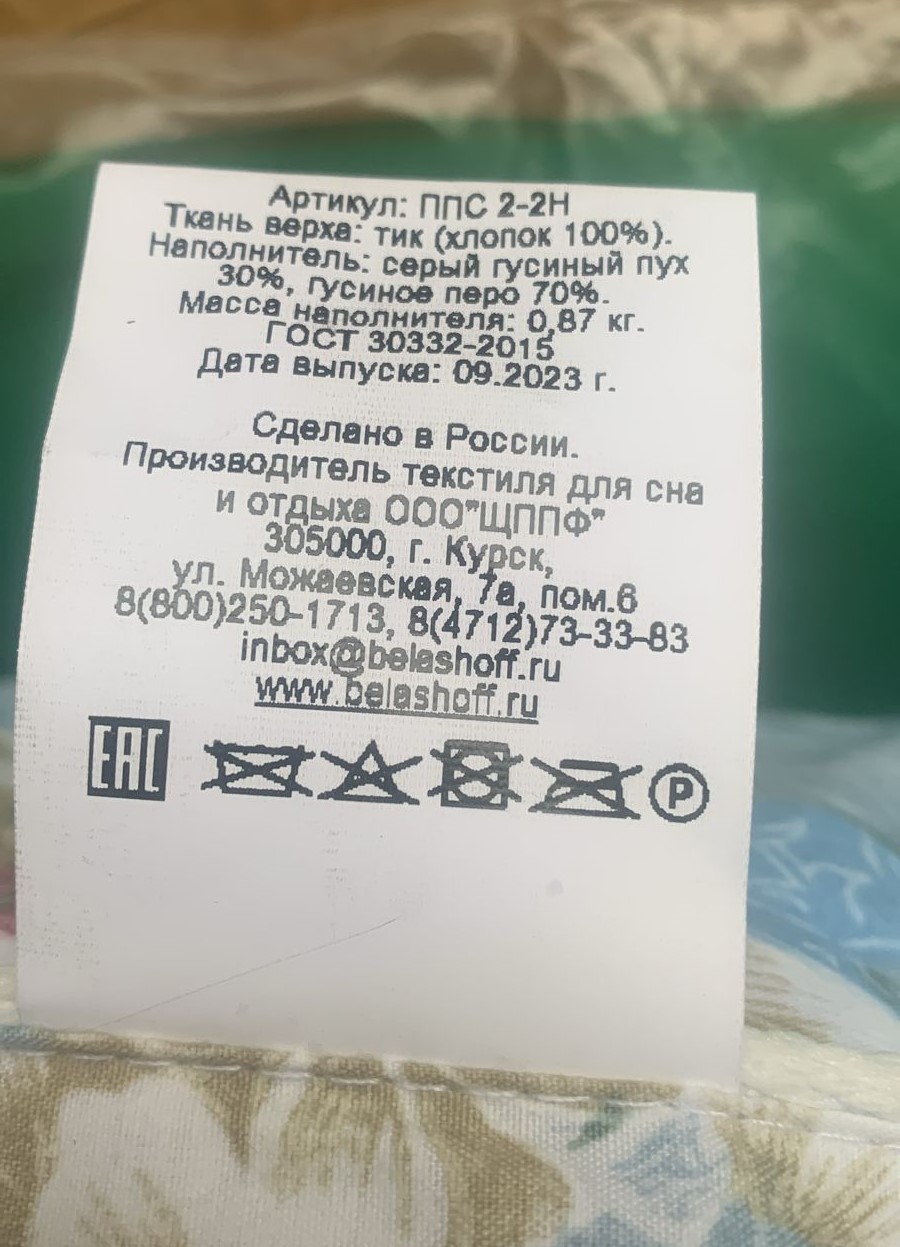 Артикул: ППС 2-2Н
Ткань верха: тик (хлопок 100%).
Наполнитель: серый гусиный пух
30%, гусиное перо 70%.
Масса наполнителя: 0,87 кг.
ГОСТ 30332-2015
Дата выпуска: 09.2023 г.
Сделано в России.
Производитель текстиля для сна
и отдыха ООО"ЩППФ"
305000, г. Курск,
ул. Можаевская, 7а, пом.6
8(800)250-1713, 8(4712)73-33-83
inbox@belashoff.ru
www.belashoff.ru
EAC P